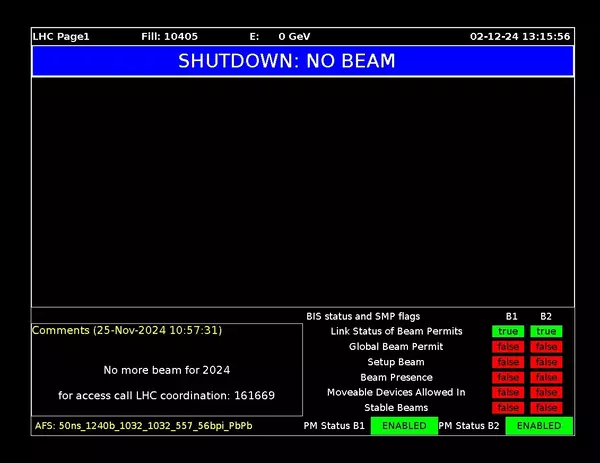 LHC Page1 Fill: 10405 E: 0 GeV 02-12-24 13:15:56
SHUTDOWN: NO BEAM
BIS status and SMP flags B1 B2
Link Status of Beam Permits true true
Global Beam Permit false false
Setup Beam false false
Beam Presence false false
Moveable Devices Allowed In false false
Stable Beams false false
Comments (25-Nov-2024 10:57:31)
No more beam for 2024
for access call LHC coordination: 161669
AFS: 50ns_1240b_1032_1032_557_56bpi_PbPb PM Status B1 ENABLED PM Status B2 ENABLED